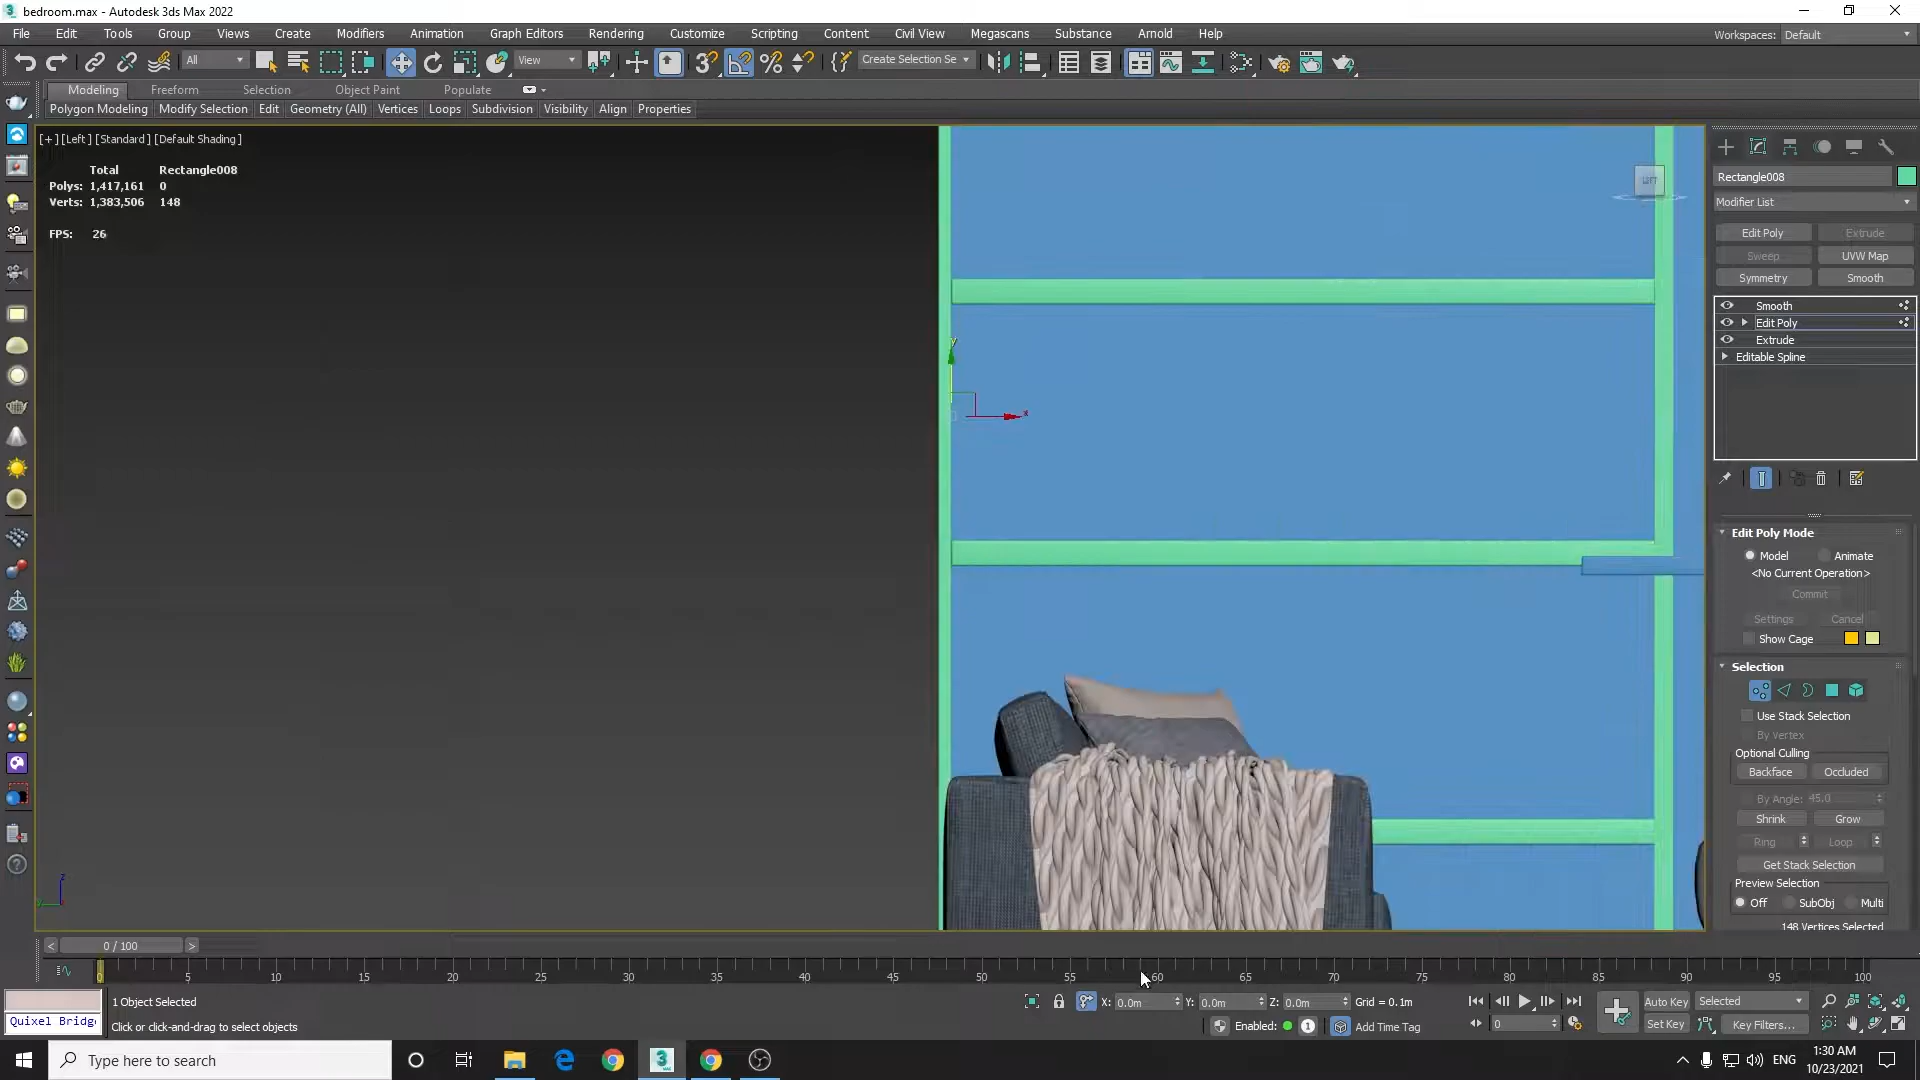 bedroom.max - Autodesk 3ds Max 2022
File Edit Tools Group Views Create Modifiers Animation Graph Editors Rendering Customize Scripting Content Civil View Megascans Substance Arnold Help
Workspaces: Default
All View Create Selection Se
Modeling Freeform Selection Object Paint Populate
Polygon Modeling Modify Selection Edit Geometry (All) Vertices Loops Subdivision Visibility Align Properties
[+] [Left] [Standard] [Default Shading]
Total Rectangle008
Polys: 1,417,161 0
Verts: 1,383,506 148
FPS: 26
LEFT
y
x
z
Rectangle008
Modifier List
Edit Poly Extrude
Sweep UVW Map
Symmetry Smooth
Smooth
Edit Poly
Extrude
Editable Spline
Edit Poly Mode
Model Animate
<No Current Operation>
Commit
Settings Cancel
Show Cage
Selection
Use Stack Selection
By Vertex
Optional Culling
Backface Occluded
By Angle: 45.0
Shrink Grow
Ring Loop
Get Stack Selection
Preview Selection
Off SubObj Multi
148 Vertices Selected
< 0 / 100 >
0 5 10 15 20 25 30 35 40 45 50 55 60 65 70 75 80 85 90 95 100
1 Object Selected
X: 0.0m Y: 0.0m Z: 0.0m Grid = 0.1m
Auto Key Selected
Quixel Bridg
Click or click-and-drag to select objects
Enabled: 1 Add Time Tag
0
Set Key Key Filters...
Type here to search
ENG
1:30 AM
10/23/2021